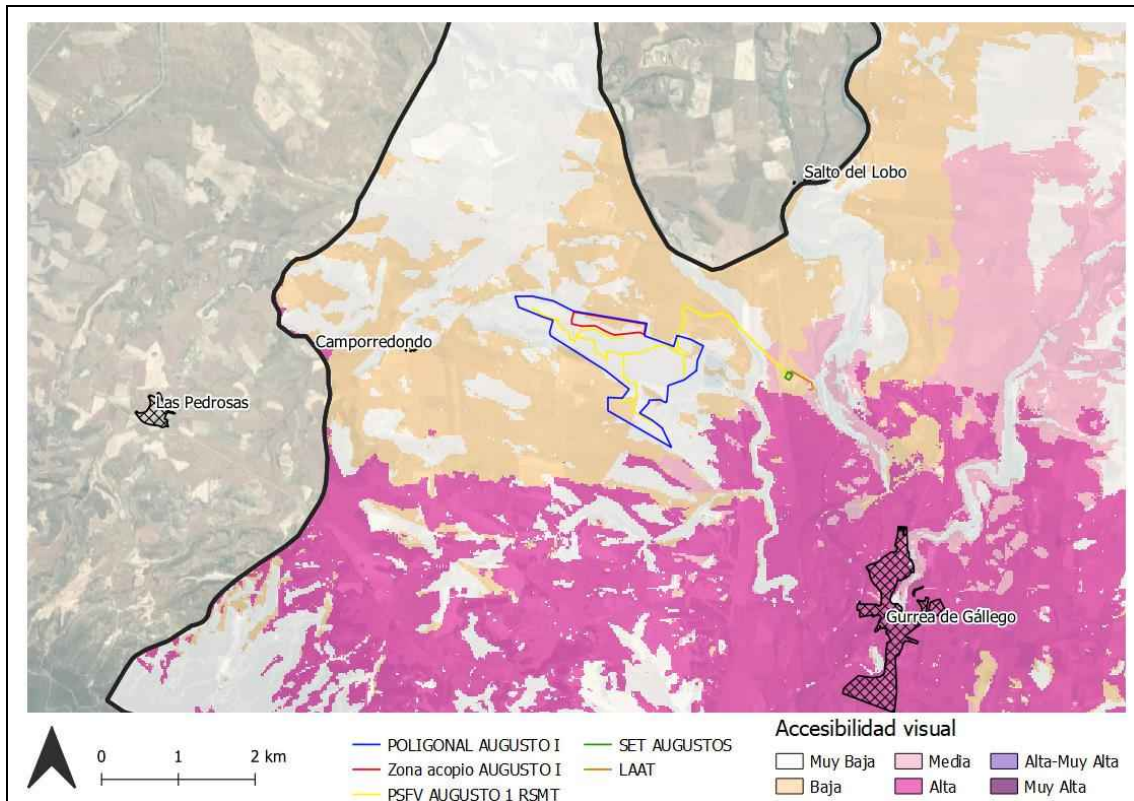 Salto del Lobo
Camporredondo
Las Pedrosas
Gurrea de Gállego
0 1 2 km
POLIGONAL AUGUSTO I
Zona acopio AUGUSTO I
PSFV AUGUSTO 1 RSMT
SET AUGUSTOS
LAAT
Accesibilidad visual
Muy Baja
Baja
Media
Alta
Alta-Muy Alta
Muy Alta